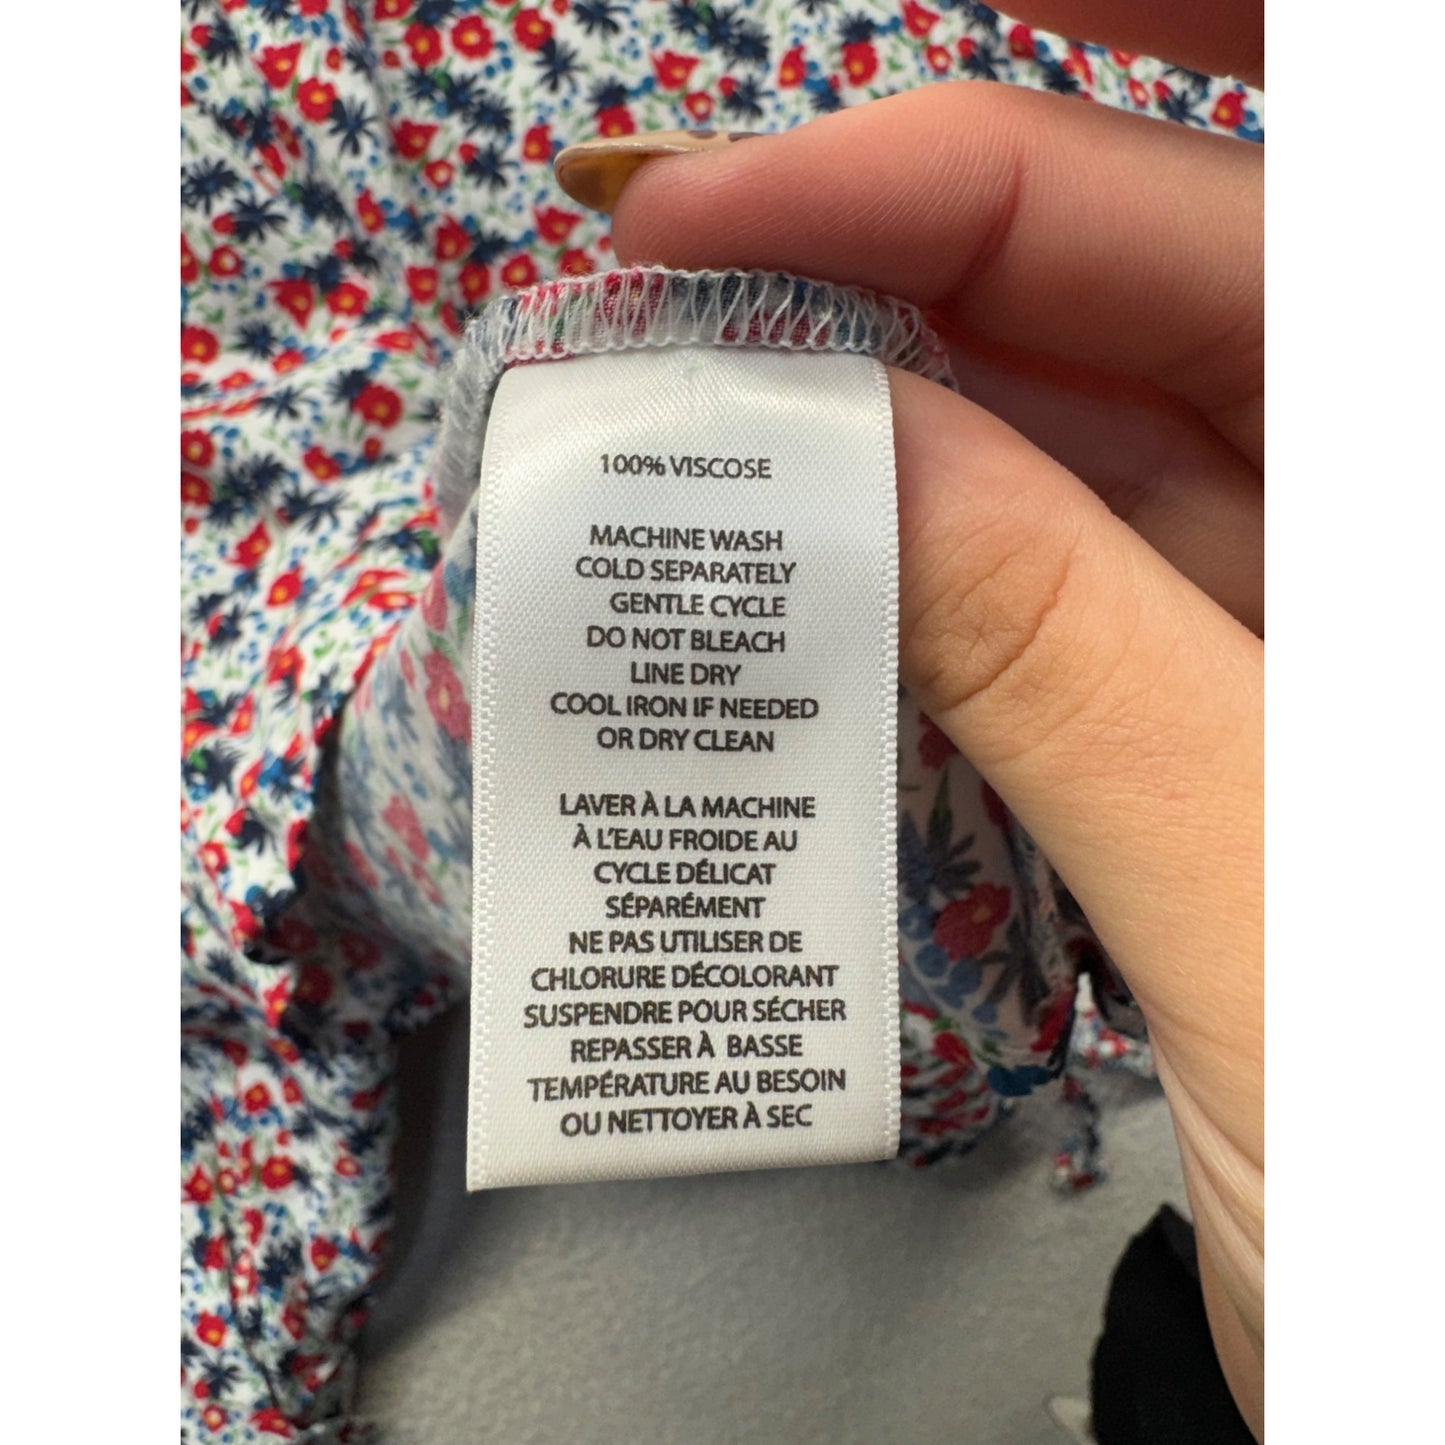 100% VISCOSE
MACHINE WASH
COLD SEPARATELY
GENTLE CYCLE
DO NOT BLEACH
LINE DRY
COOL IRON IF NEEDED
OR DRY CLEAN
LAVER À LA MACHINE
À L'EAU FROIDE AU
CYCLE DÉLICAT
SÉPARÉMENT
NE PAS UTILISER DE
CHLORURE DÉCOLORANT
SUSPENDRE POUR SÉCHER
REPASSER À BASSE
TEMPÉRATURE AU BESOIN
OU NETTOYER À SEC